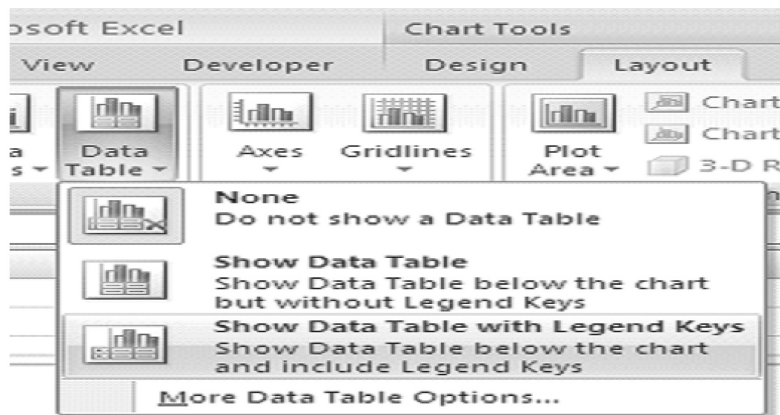 osoft Excel
Chart Tools
View Developer Design Layout
Data
Table
Axes
Gridlines
Plot
Area
Chart
Chart
3-D R
None
Do not show a Data Table
Show Data Table
Show Data Table below the chart
but without Legend Keys
Show Data Table with Legend Keys
Show Data Table below the chart
and include Legend Keys
More Data Table Options...